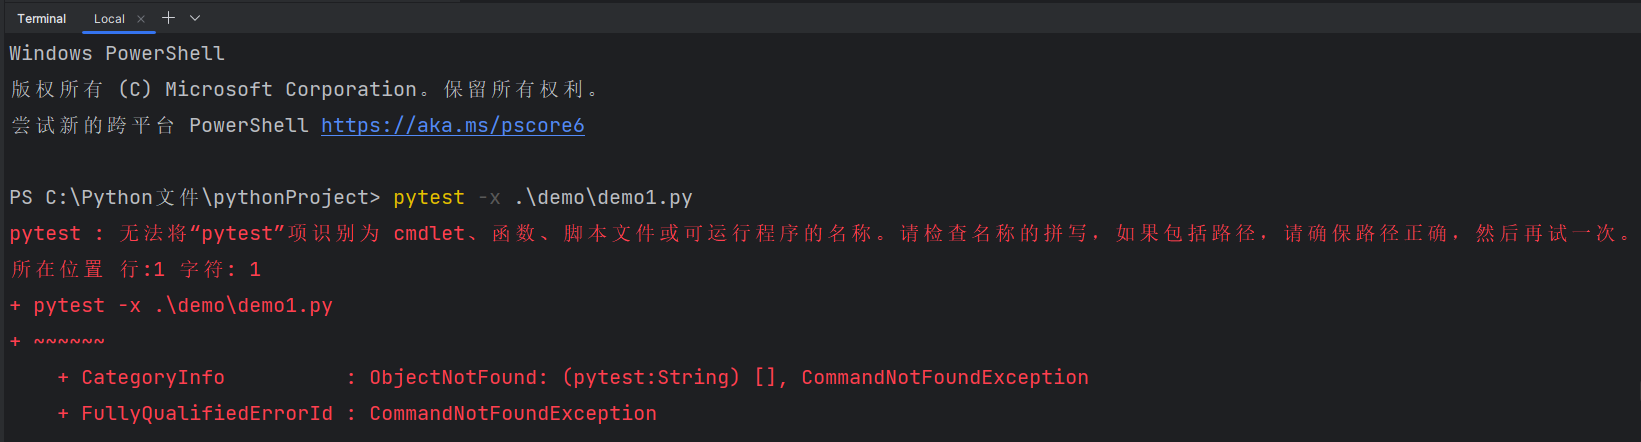 Terminal Local × + ∨
Windows PowerShell
版权所有 (C) Microsoft Corporation。保留所有权利。
尝试新的跨平台 PowerShell https://aka.ms/pscore6
PS C:\Python文件\pythonProject> pytest -x .\demo\demo1.py
pytest : 无法将“pytest”项识别为 cmdlet、函数、脚本文件或可运行程序的名称。请检查名称的拼写，如果包括路径，请确保路径正确，然后再试一次。
所在位置 行:1 字符: 1
+ pytest -x .\demo\demo1.py
+ ~~~~~~
+ CategoryInfo : ObjectNotFound: (pytest:String) [], CommandNotFoundException
+ FullyQualifiedErrorId : CommandNotFoundException